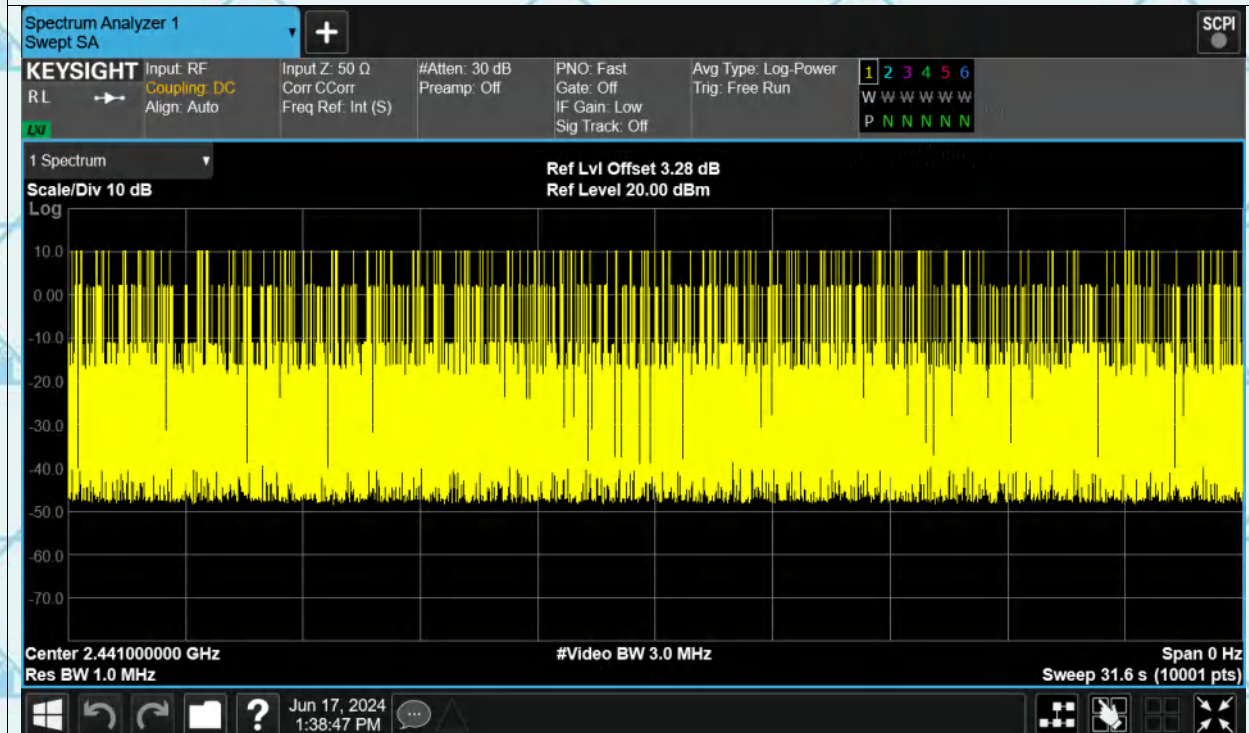 Spectrum Analyzer 1
Swept SA
+
SCPI
KEYSIGHT
RL
LXI
Input: RF
Coupling: DC
Align: Auto
Input Z: 50 Ω
Corr CCorr
Freq Ref: Int (S)
#Atten: 30 dB
Preamp: Off
PNO: Fast
Gate: Off
IF Gain: Low
Sig Track: Off
Avg Type: Log-Power
Trig: Free Run
1 2 3 4 5 6
W W W W W W
P N N N N N
1 Spectrum
Scale/Div 10 dB
Log
Ref Lvl Offset 3.28 dB
Ref Level 20.00 dBm
10.0
0.00
-10.0
-20.0
-30.0
-40.0
-50.0
-60.0
-70.0
Center 2.441000000 GHz
Res BW 1.0 MHz
#Video BW 3.0 MHz
Span 0 Hz
Sweep 31.6 s (10001 pts)
?
Jun 17, 2024
1:38:47 PM